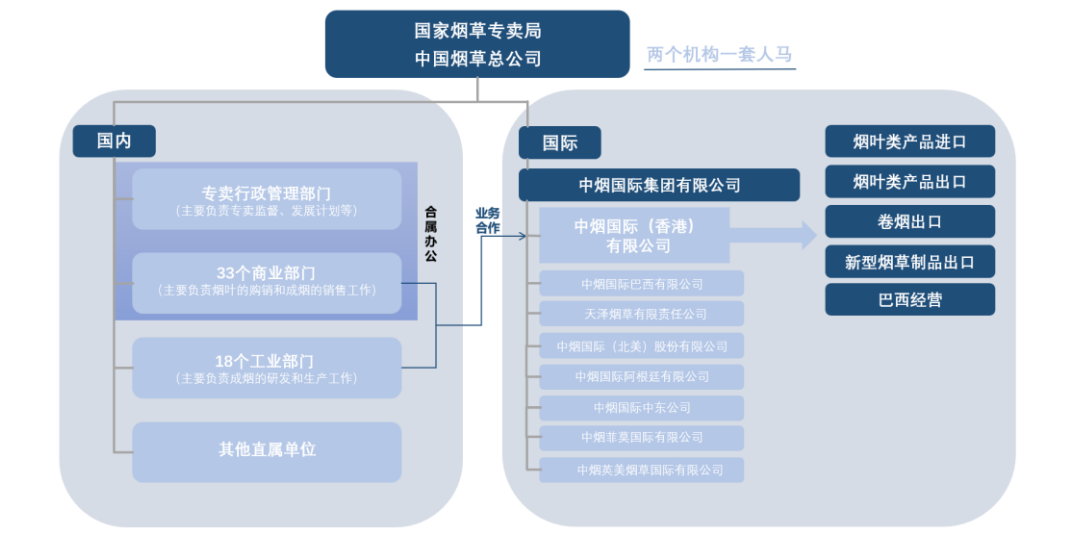 国家烟草专卖局
中国烟草总公司
两个机构一套人马
国内
专卖行政管理部门
（主要负责专卖监督、发展计划等）
33个商业部门
（主要负责烟叶的购销和成烟的销售工作）
合属办公
18个工业部门
（主要负责成烟的研发和生产工作）
其他直属单位
业务
合作
国际
中烟国际集团有限公司
中烟国际（香港）
有限公司
中烟国际巴西有限公司
天泽烟草有限责任公司
中烟国际（北美）股份有限公司
中烟国际阿根廷有限公司
中烟国际中东公司
中烟菲莫国际有限公司
中烟英美烟草国际有限公司
烟叶类产品进口
烟叶类产品出口
卷烟出口
新型烟草制品出口
巴西经营